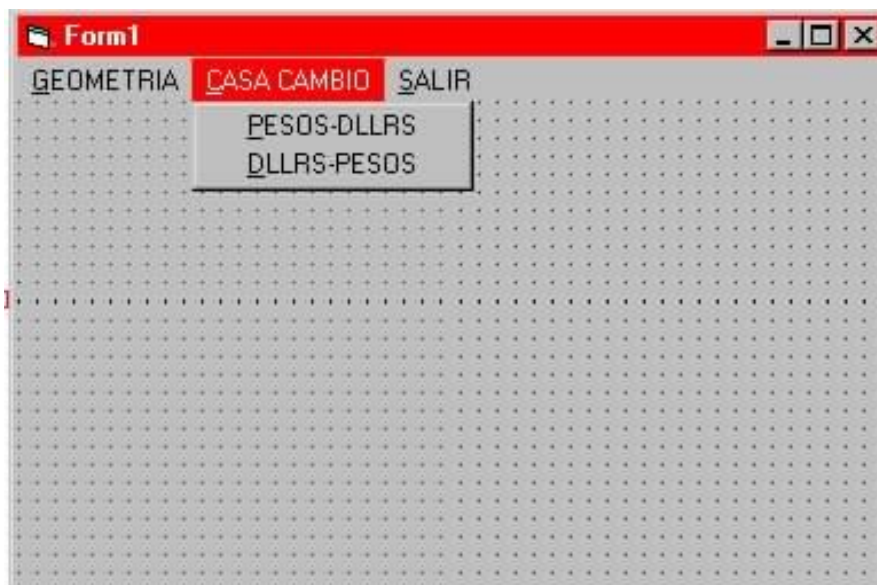 Form1
GEOMETRIA CASA CAMBIO SALIR
PESOS-DLLRS
DLLRS-PESOS